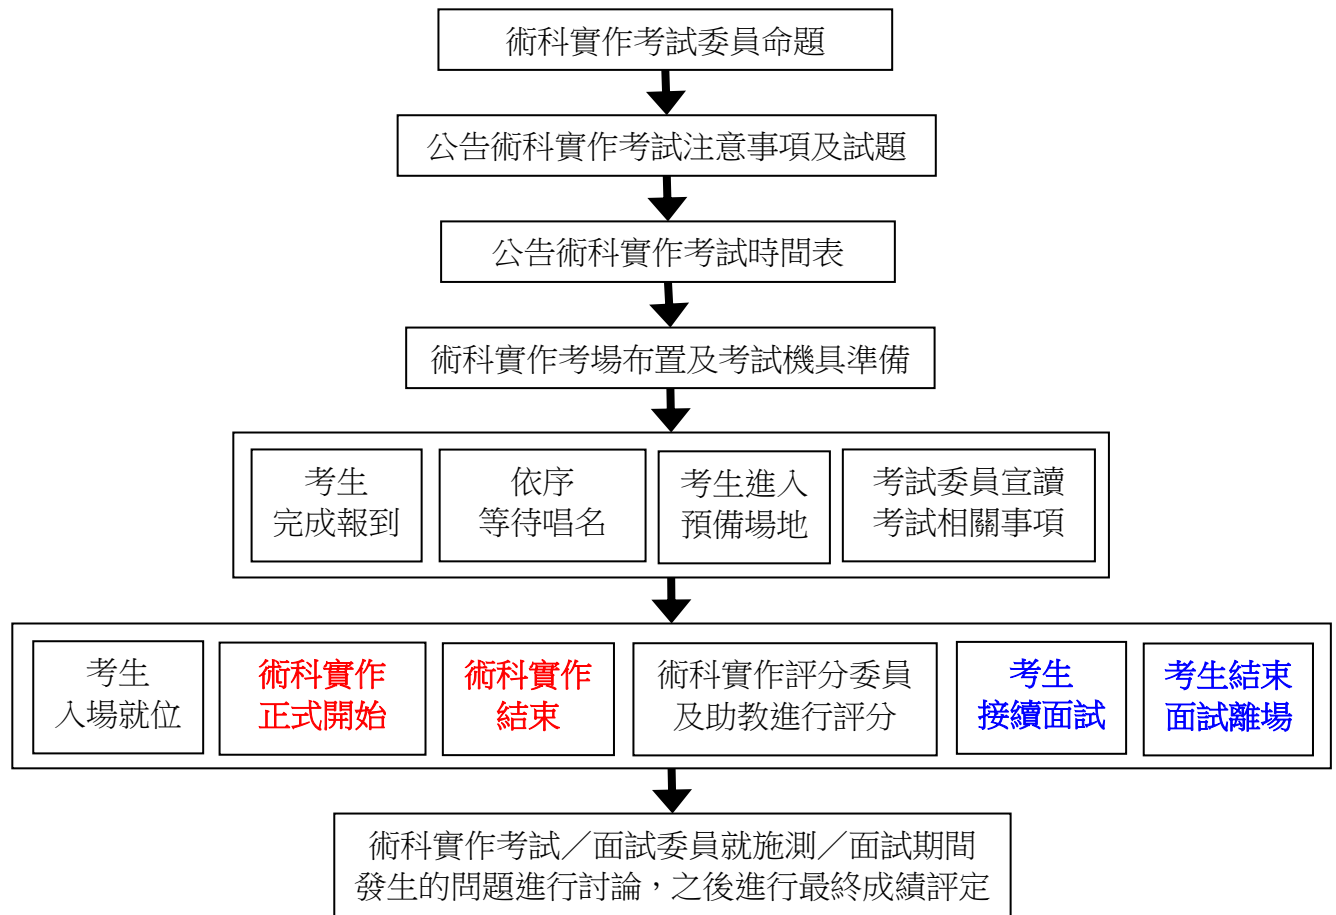 術科實作考試委員命題
公告術科實作考試注意事項及試題
公告術科實作考試時間表
術科實作考場布置及考試機具準備
考生
完成報到
依序
等待唱名
考生進入
預備場地
考試委員宣讀
考試相關事項
考生
入場就位
術科實作
正式開始
術科實作
結束
術科實作評分委員
及助教進行評分
考生
接續面試
考生結束
面試離場
術科實作考試／面試委員就施測／面試期間
發生的問題進行討論，之後進行最終成績評定